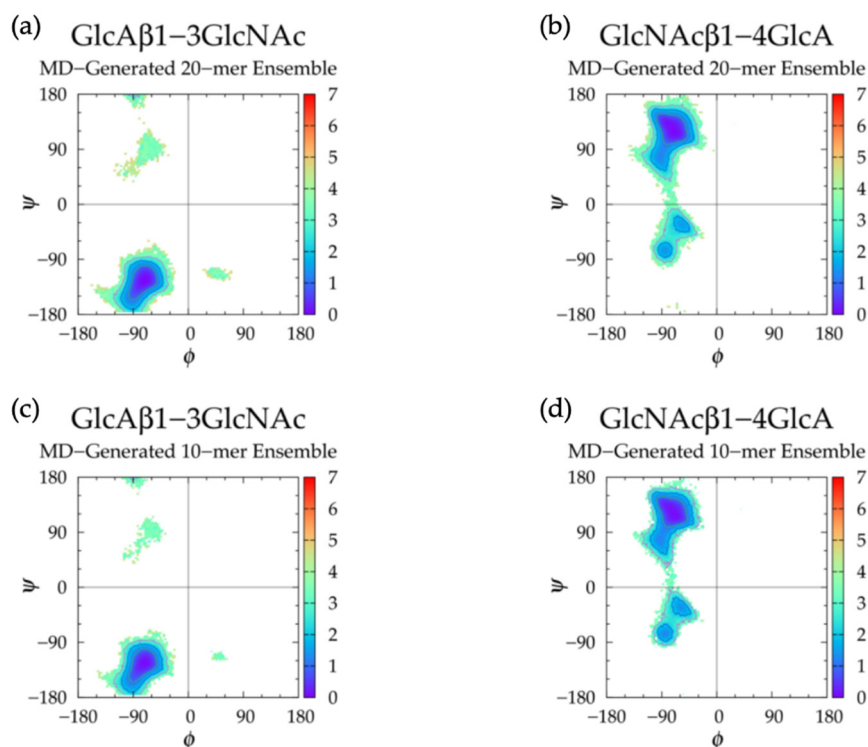 (a)
GlcAβ1−3GlcNAc
MD−Generated 20−mer Ensemble
180
90
0
−90
−180
ψ
−180 −90 0 90 180
ϕ
7
6
5
4
3
2
1
0
(b)
GlcNAcβ1−4GlcA
MD−Generated 20−mer Ensemble
180
90
0
−90
−180
ψ
−180 −90 0 90 180
ϕ
7
6
5
4
3
2
1
0
(c)
GlcAβ1−3GlcNAc
MD−Generated 10−mer Ensemble
180
90
0
−90
−180
ψ
−180 −90 0 90 180
ϕ
7
6
5
4
3
2
1
0
(d)
GlcNAcβ1−4GlcA
MD−Generated 10−mer Ensemble
180
90
0
−90
−180
ψ
−180 −90 0 90 180
ϕ
7
6
5
4
3
2
1
0